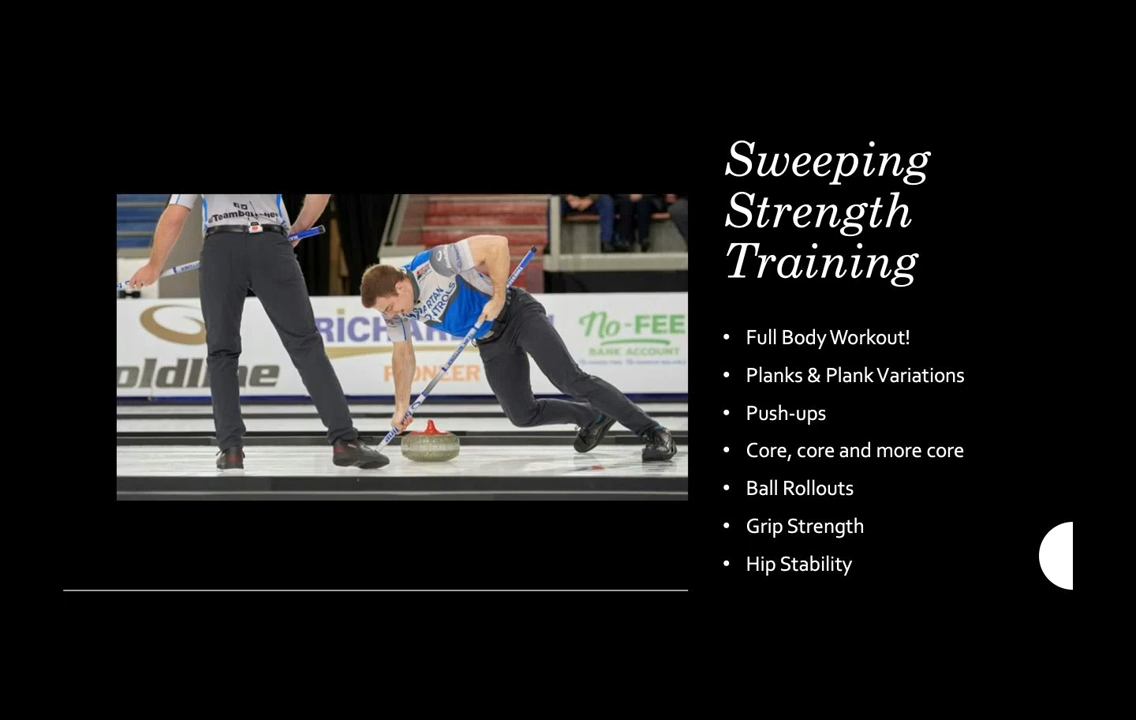 Sweeping
Strength
Training
• Full Body Workout!
• Planks & Plank Variations
• Push-ups
• Core, core and more core
• Ball Rollouts
• Grip Strength
• Hip Stability
oldline
RICHAR
PIONEER
No-FEE
BANK ACCOUNT